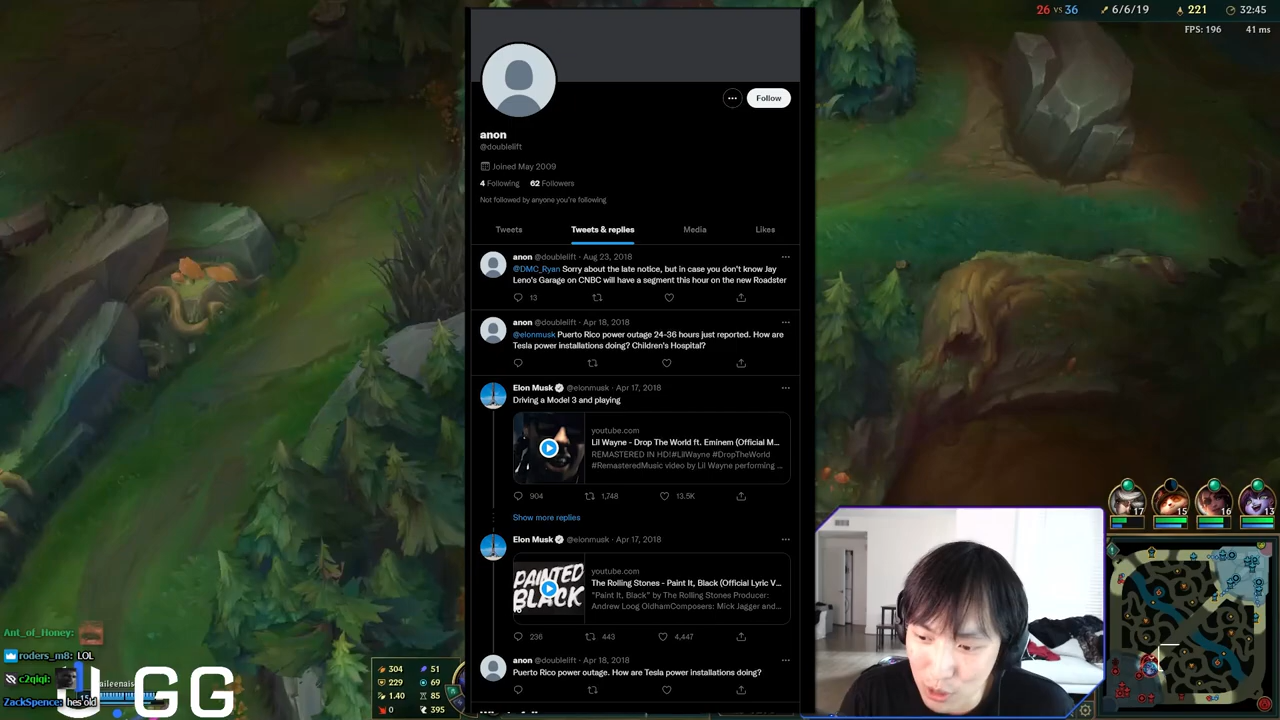 26 vs 36 6/6/19 221 32:45
FPS: 196 41 ms
Follow
anon
@doublelift
Joined May 2009
4 Following 62 Followers
Not followed by anyone you're following
Tweets Tweets & replies Media Likes
anon @doublelift · Aug 23, 2018
@DMC_Ryan Sorry about the late notice, but in case you don't know Jay
Leno's Garage on CNBC will have a segment this hour on the new Roadster
13
anon @doublelift · Apr 18, 2018
@elonmusk Puerto Rico power outage 24-36 hours just reported. How are
Tesla power installations doing? Children's Hospital?
Elon Musk @elonmusk · Apr 17, 2018
Driving a Model 3 and playing
youtube.com
Lil Wayne - Drop The World ft. Eminem (Official M...
REMASTERED IN HD!#LilWayne #DropTheWorld
#RemasteredMusic video by Lil Wayne performing ...
904 1,748 13.5K
Show more replies
Elon Musk @elonmusk · Apr 17, 2018
PAINTED
BLACK
youtube.com
The Rolling Stones - Paint It, Black (Official Lyric V...
"Paint It, Black" by The Rolling Stones Producer:
Andrew Loog OldhamComposers: Mick Jagger and...
236 443 4,447
anon @doublelift · Apr 18, 2018
Puerto Rico power outage. How are Tesla power installations doing?
17 15 16 13
Ant_of_Honey:
roders_m8: LOL
c2qiqi:
ZackSpence: hes 15 old
U GG
304 51
229 69
1.40 85
0 395